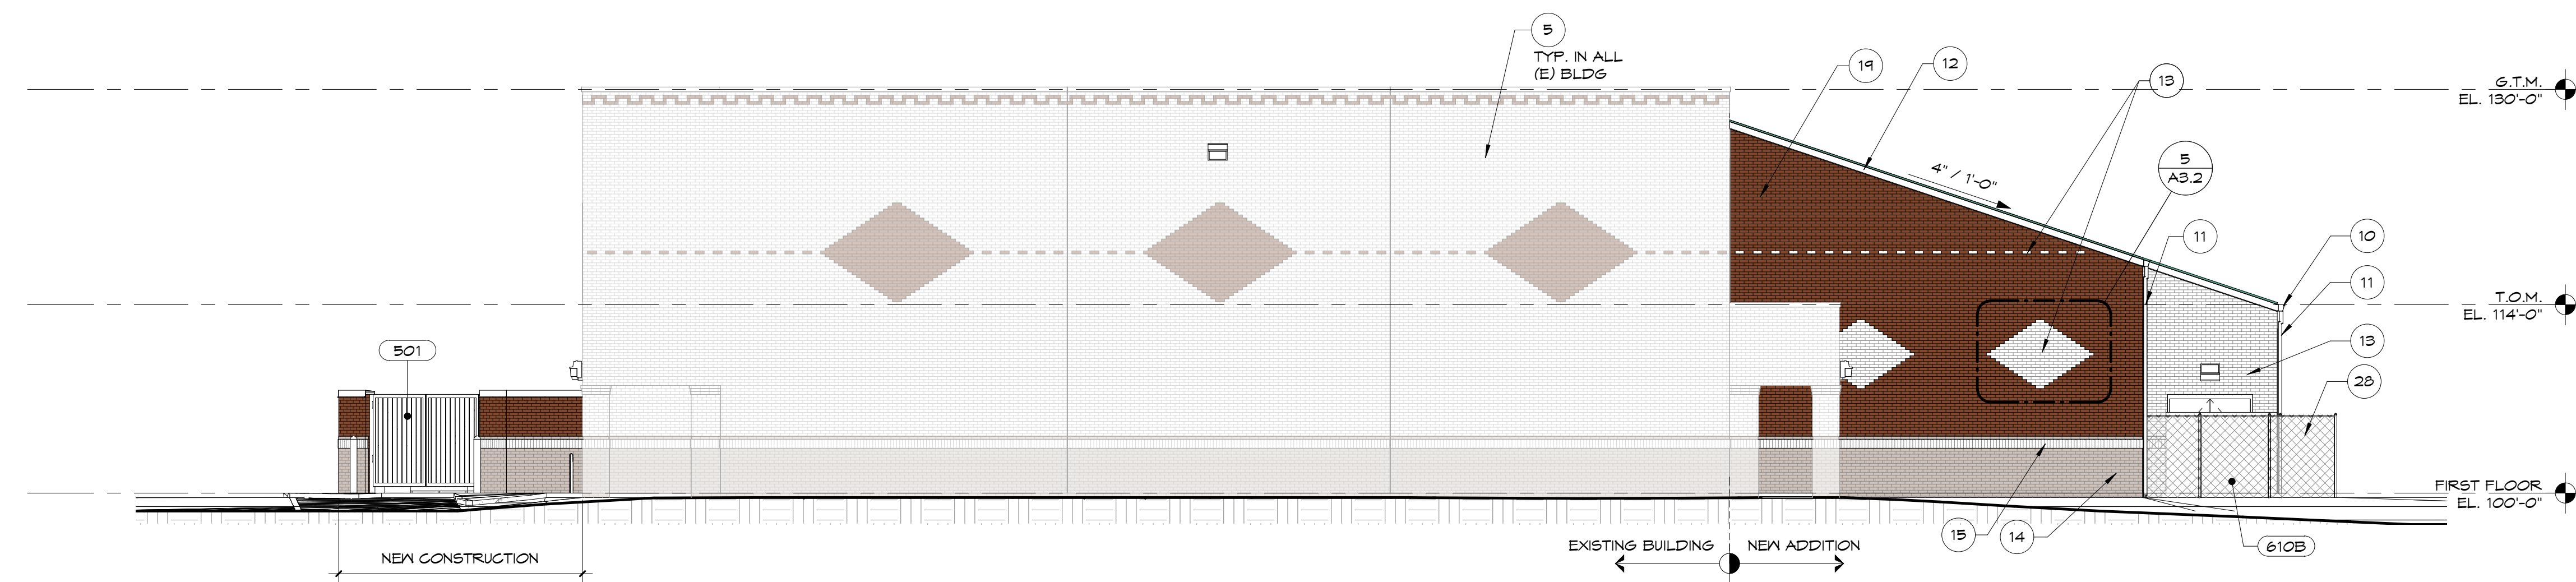 5
TYP. IN ALL
(E) BLDG
19
12
13
G.T.M.
EL. 130'-0"
4" / 1'-0"
5
A3.2
11
10
11
T.O.M.
EL. 114'-0"
13
501
28
FIRST FLOOR
EL. 100'-0"
15
14
610B
NEW CONSTRUCTION
EXISTING BUILDING
NEW ADDITION